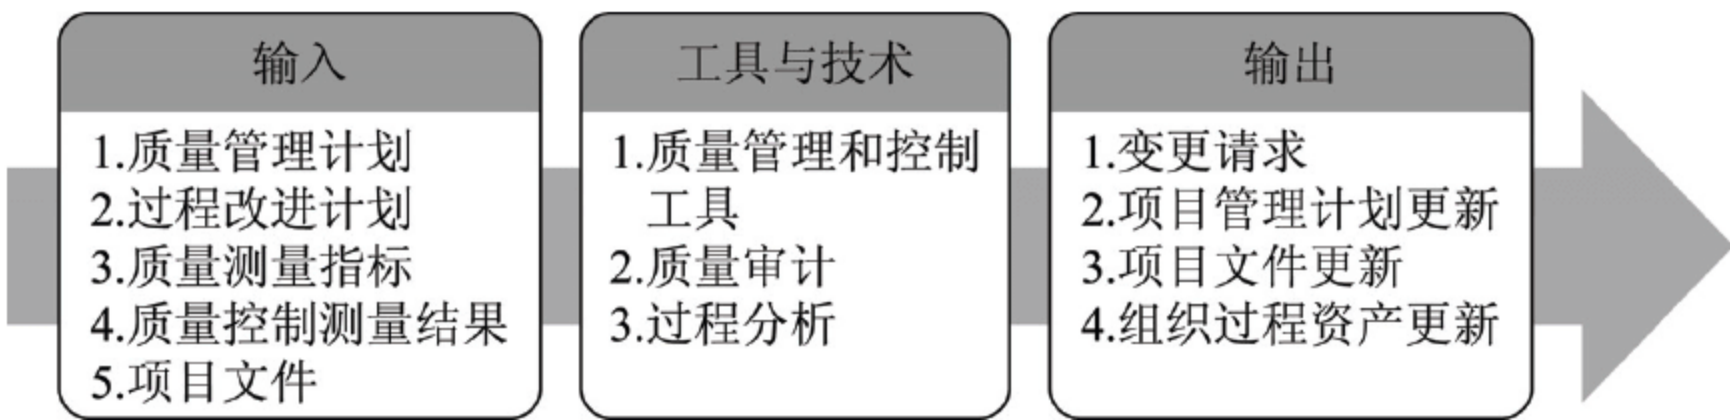 输入
1.质量管理计划
2.过程改进计划
3.质量测量指标
4.质量控制测量结果
5.项目文件
工具与技术
1.质量管理和控制
工具
2.质量审计
3.过程分析
输出
1.变更请求
2.项目管理计划更新
3.项目文件更新
4.组织过程资产更新